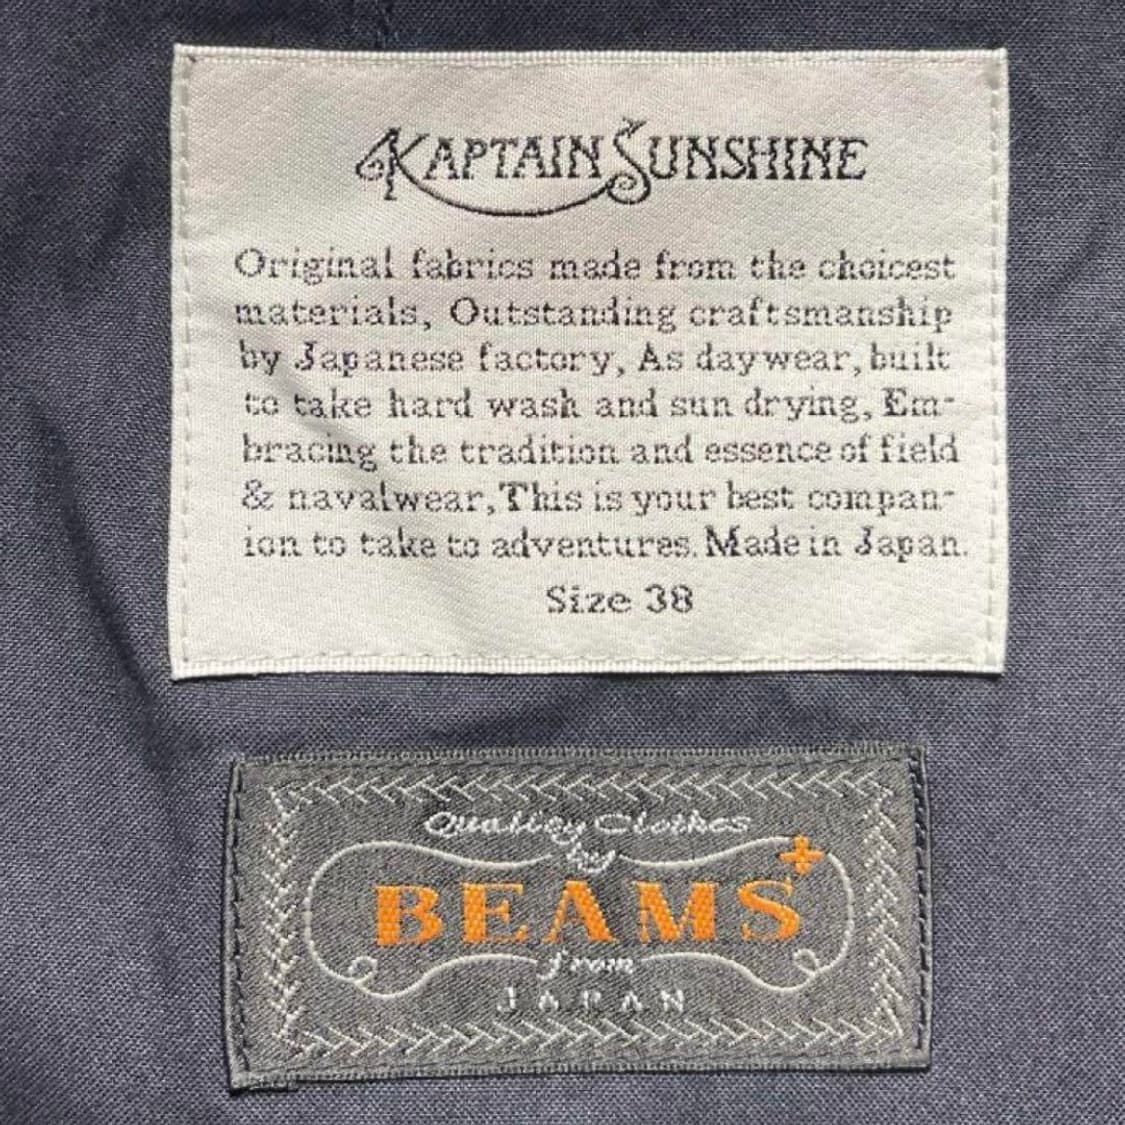 KAPTAIN SUNSHINE
Original fabrics made from the choicest
materials, Outstanding craftsmanship
by Japanese factory, As daywear, built
to take hard wash and sun drying, Em-
bracing the tradition and essence of field
& navalwear, This is your best compan-
ion to take to adventures. Made in Japan.
Size 38
Quality Clothes
by
BEAMS+
from
JAPAN